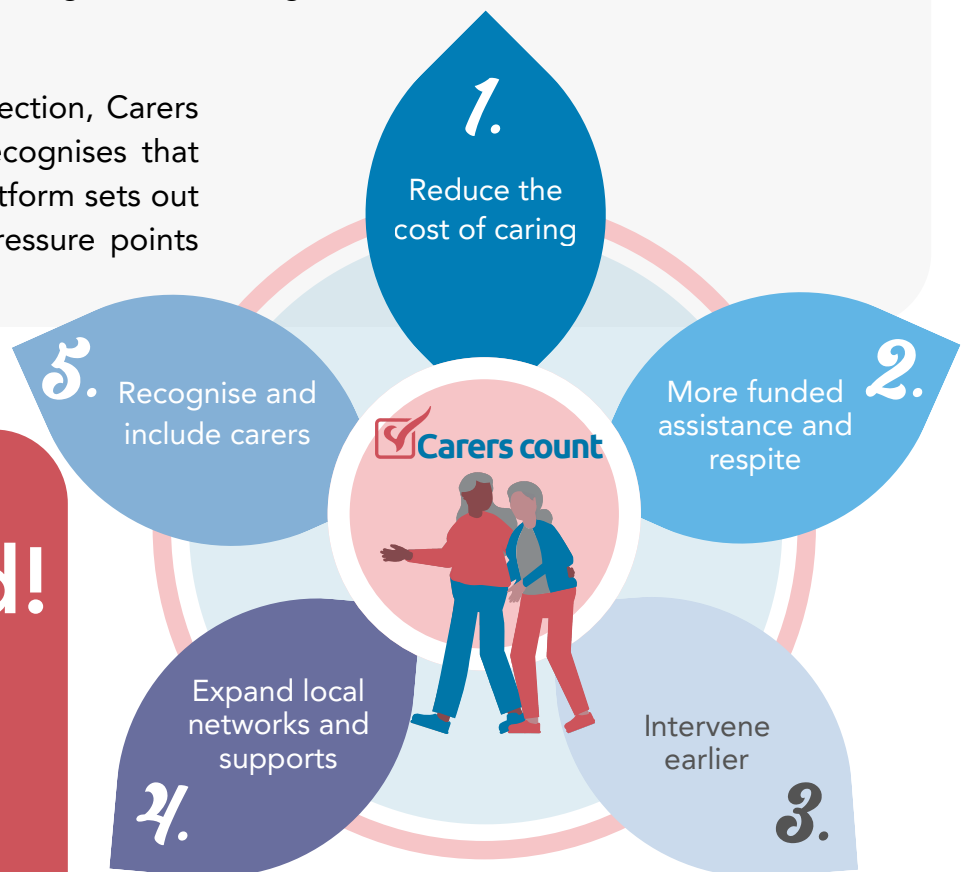 ection, Carers
ecognises that
tform sets out
ressure points
1.
Reduce the
cost of caring
2.
More funded
assistance and
respite
3.
Intervene
earlier
4.
Expand local
networks and
supports
5.
Recognise and
include carers
Carers count
d!